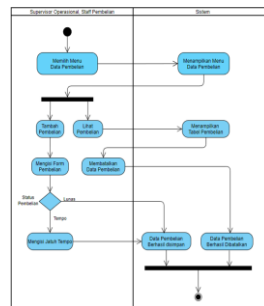 Supervisor Operasional, Staff Pembelian
Sistem
Memilih Menu
Data Pembelian
Menampilkan Menu
Data Pembelian
Tambah
Pembelian
Lihat
Pembelian
Menampilkan
Tabel Pembelian
Mengisi Form
Pembelian
Membatalkan
Data Pembelian
Status
Pembelian
Lunas
Tempo
Mengisi Jatuh Tempo
Data Pembelian
Berhasil disimpan
Data Pembelian
Berhasil Dibatalkan